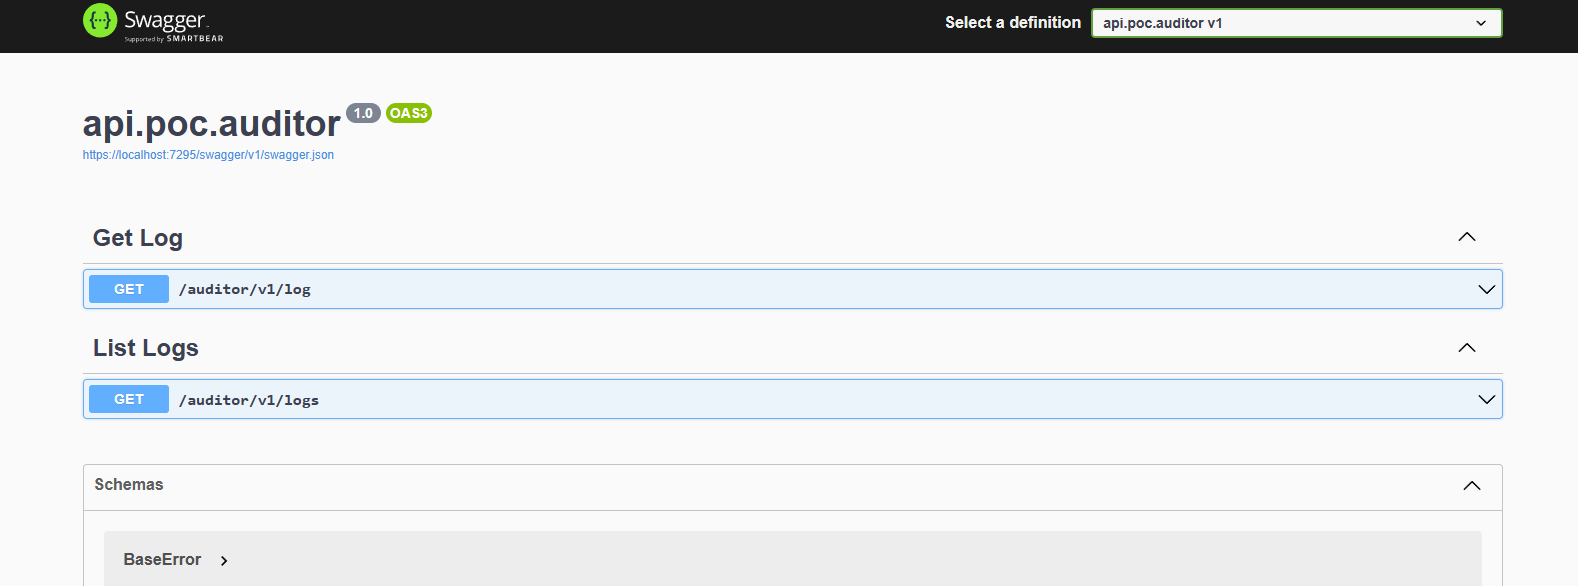 Swagger.
Supported by SMARTBEAR
Select a definition
api.poc.auditor v1
api.poc.auditor 1.0 OAS3
https://localhost:7295/swagger/v1/swagger.json
Get Log
GET /auditor/v1/log
List Logs
GET /auditor/v1/logs
Schemas
BaseError